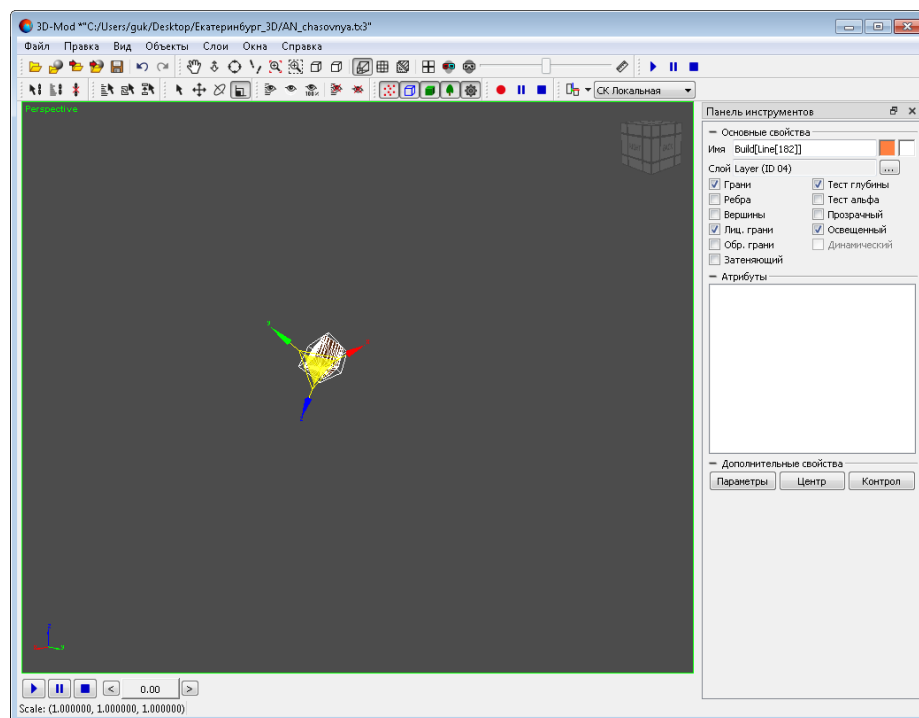 3D-Mod *"C:/Users/guk/Desktop/Екатеринбург_3D/AN_chasovnya.tx3"
Файл Правка Вид Объекты Слои Окна Справка
100%
СК Локальная
Perspective
Панель инструментов
Основные свойства
Имя Build[Line[182]]
Слой Layer (ID 04) ...
Грани Тест глубины
Ребра Тест альфа
Вершины Прозрачный
Лиц. грани Освещенный
Обр. грани Динамический
Затеняющий
Атрибуты
Дополнительные свойства
Параметры Центр Контрол
< 0.00 >
Scale: (1.000000, 1.000000, 1.000000)